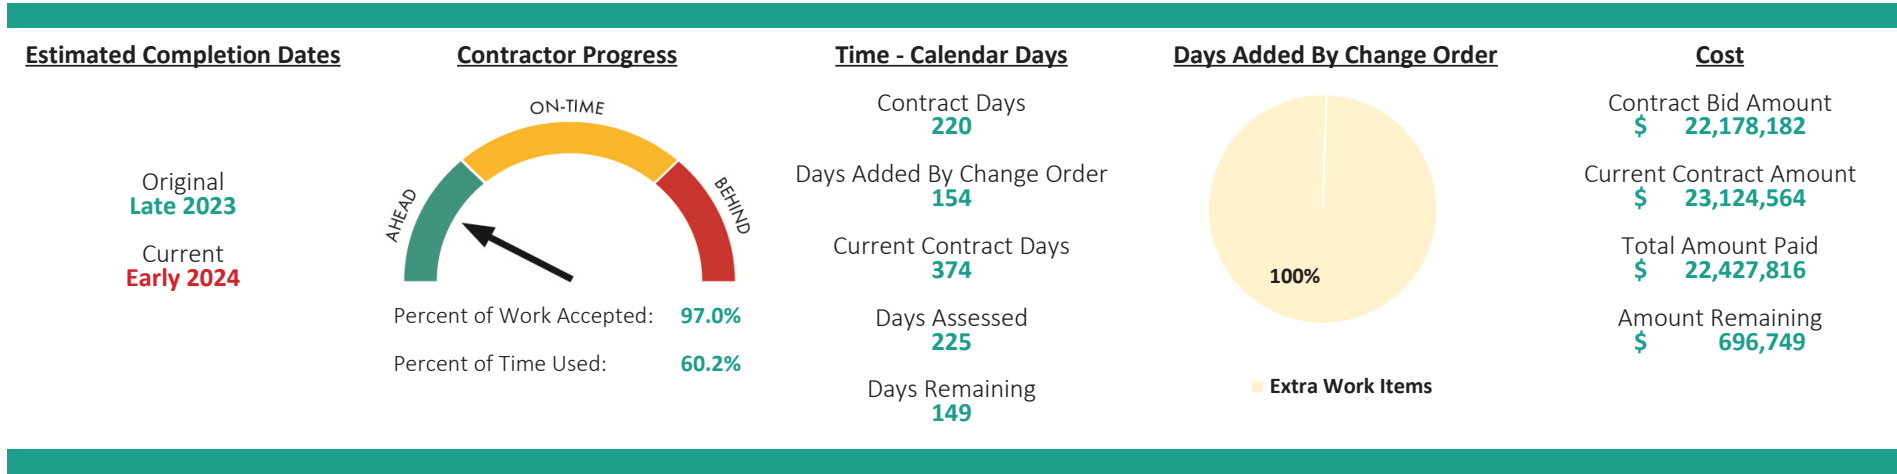 Estimated Completion Dates
Original
Late 2023
Current
Early 2024
Contractor Progress
ON-TIME
AHEAD
BEHIND
Percent of Work Accepted: 97.0%
Percent of Time Used: 60.2%
Time - Calendar Days
Contract Days
220
Days Added By Change Order
154
Current Contract Days
374
Days Assessed
225
Days Remaining
149
Days Added By Change Order
100%
Extra Work Items
Cost
Contract Bid Amount
$ 22,178,182
Current Contract Amount
$ 23,124,564
Total Amount Paid
$ 22,427,816
Amount Remaining
$ 696,749